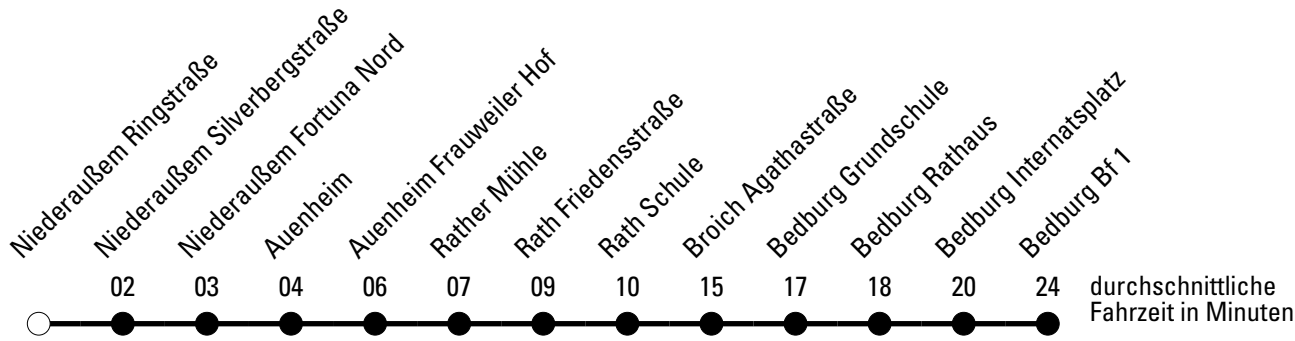 Niederaußem Ringstraße
Niederaußem Silverbergstraße
Niederaußem Fortuna Nord
Auenheim
Auenheim Frauweiler Hof
Rather Mühle
Rath Friedensstraße
Rath Schule
Broich Agathastraße
Bedburg Grundschule
Bedburg Rathaus
Bedburg Internatsplatz
Bedburg Bf 1
02 03 04 06 07 09 10 15 17 18 20 24 durchschnittliche
Fahrzeit in Minuten